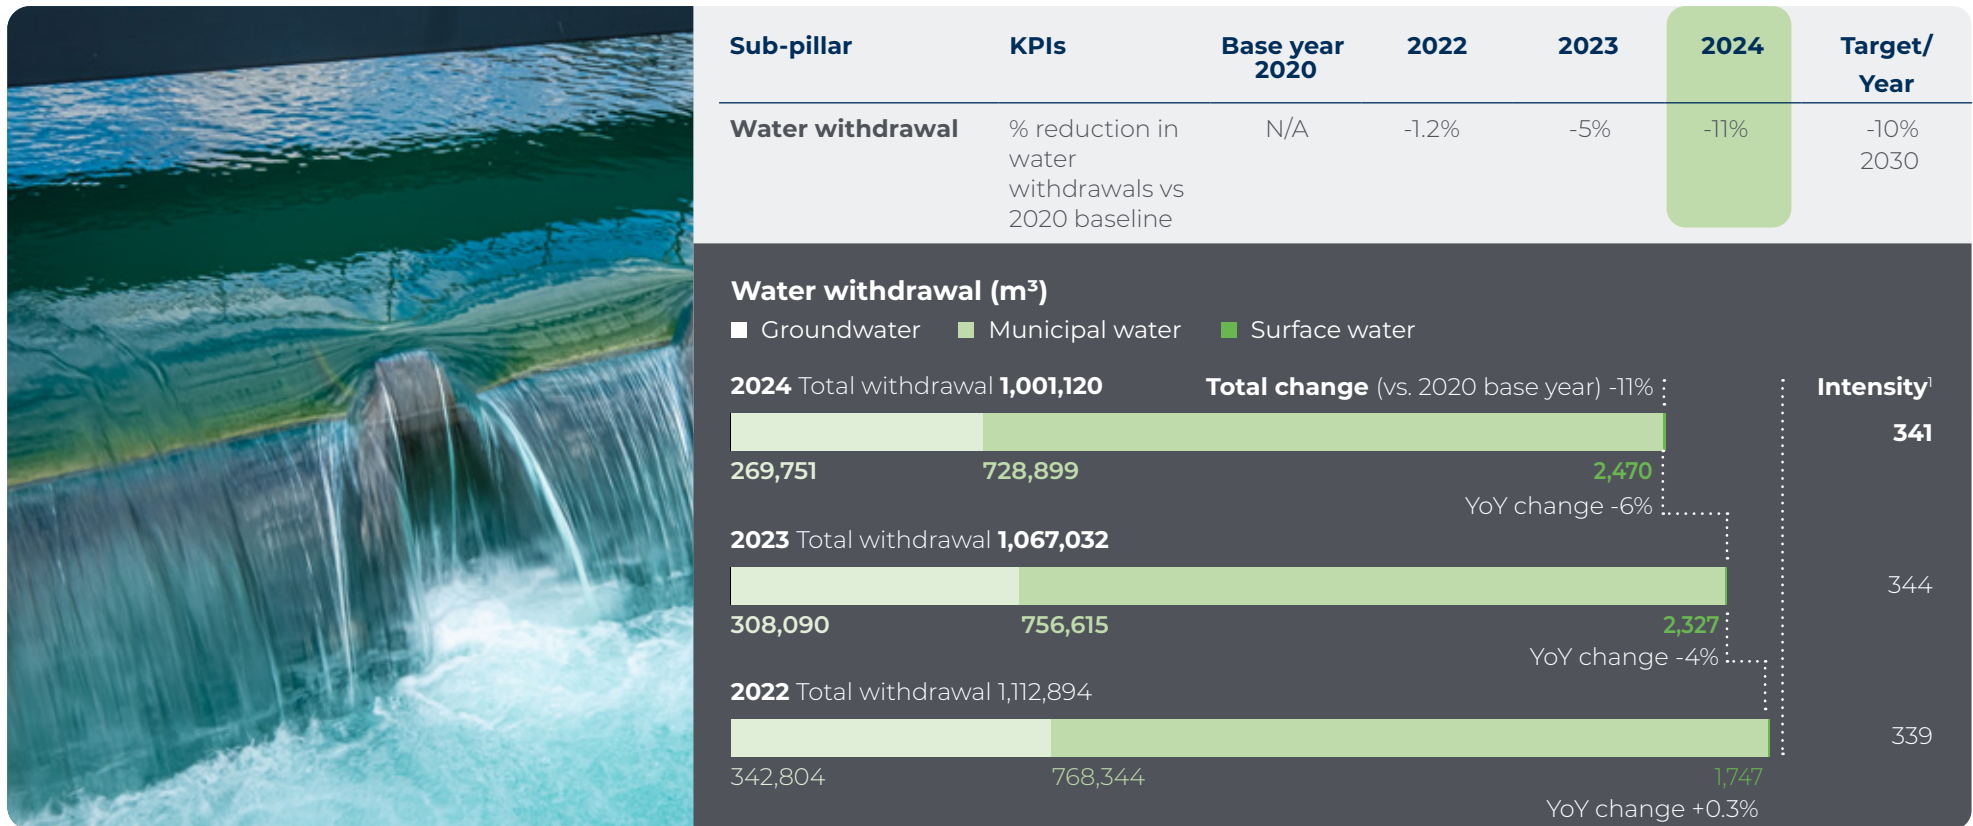 Sub-pillar KPIs Base year 2020 2022 2023 2024 Target/ Year
Water withdrawal % reduction in water withdrawals vs 2020 baseline N/A -1.2% -5% -11% -10% 2030
Water withdrawal (m³)
Groundwater Municipal water Surface water
2024 Total withdrawal 1,001,120 Total change (vs. 2020 base year) -11% Intensity¹
341
269,751 728,899 2,470
YoY change -6%
2023 Total withdrawal 1,067,032
344
308,090 756,615 2,327
YoY change -4%
2022 Total withdrawal 1,112,894
339
342,804 768,344 1,747
YoY change +0.3%